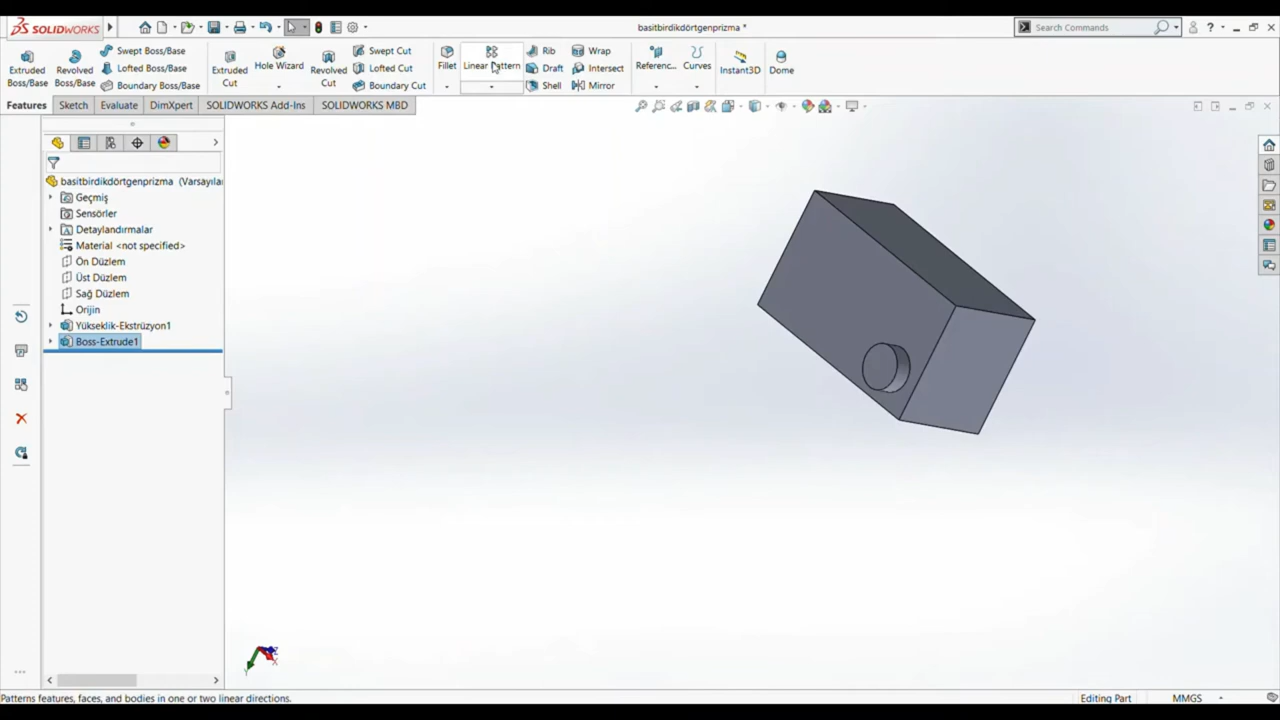 SOLIDWORKS
basitbirdikdörtgenprizma *
Search Commands
Extruded Boss/Base
Revolved Boss/Base
Swept Boss/Base
Lofted Boss/Base
Boundary Boss/Base
Extruded Cut
Hole Wizard
Revolved Cut
Swept Cut
Lofted Cut
Boundary Cut
Fillet
Linear Pattern
Rib
Draft
Shell
Wrap
Intersect
Mirror
Referenc...
Curves
Instant3D
Dome
Features
Sketch
Evaluate
DimXpert
SOLIDWORKS Add-Ins
SOLIDWORKS MBD
basitbirdikdörtgenprizma (Varsayıla
Geçmiş
Sensörler
Detaylandırmalar
Material <not specified>
Ön Düzlem
Üst Düzlem
Sağ Düzlem
Orijin
Yükseklik-Ekstrüzyon1
Boss-Extrude1
Patterns features, faces, and bodies in one or two linear directions.
Editing Part
MMGS